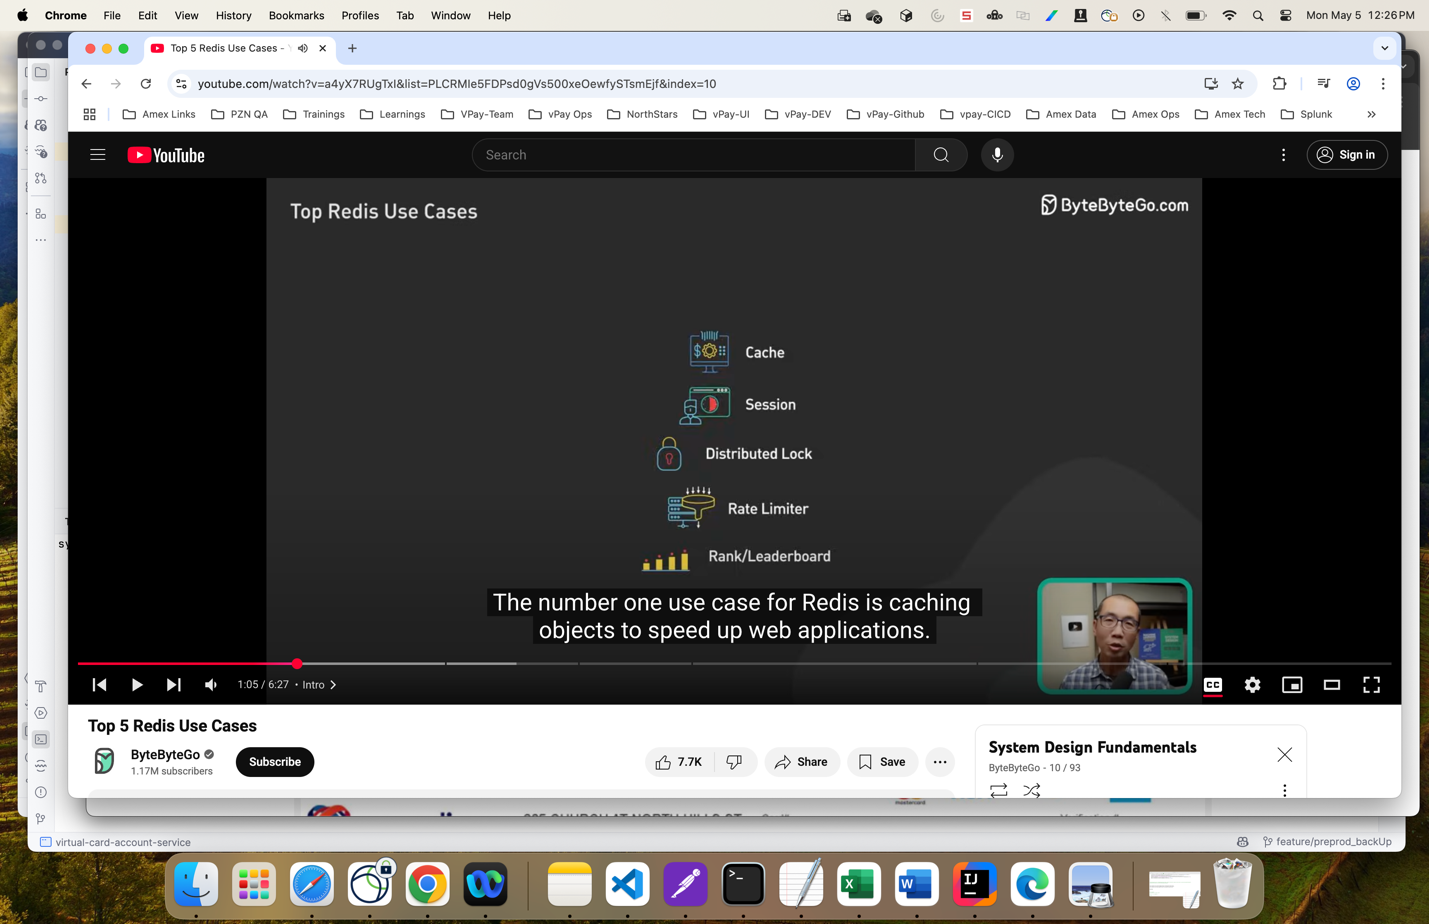 Chrome File Edit View History Bookmarks Profiles Tab Window Help
Mon May 5 12:26 PM
Top 5 Redis Use Cases -
youtube.com/watch?v=a4yX7RUgTxI&list=PLCRMIe5FDPsd0gVs500xeOewfySTsmEjf&index=10
Amex Links PZN QA Trainings Learnings VPay-Team vPay Ops NorthStars vPay-UI vPay-DEV vPay-Github vpay-CICD Amex Data Amex Ops Amex Tech Splunk
YouTube
Search
Sign in
Top Redis Use Cases
ByteByteGo.com
Cache
Session
Distributed Lock
Rate Limiter
Rank/Leaderboard
The number one use case for Redis is caching
objects to speed up web applications.
1:05 / 6:27 • Intro
CC
Top 5 Redis Use Cases
ByteByteGo
1.17M subscribers
Subscribe
7.7K
Share
Save
System Design Fundamentals
ByteByteGo - 10 / 93
virtual-card-account-service
feature/preprod_backUp